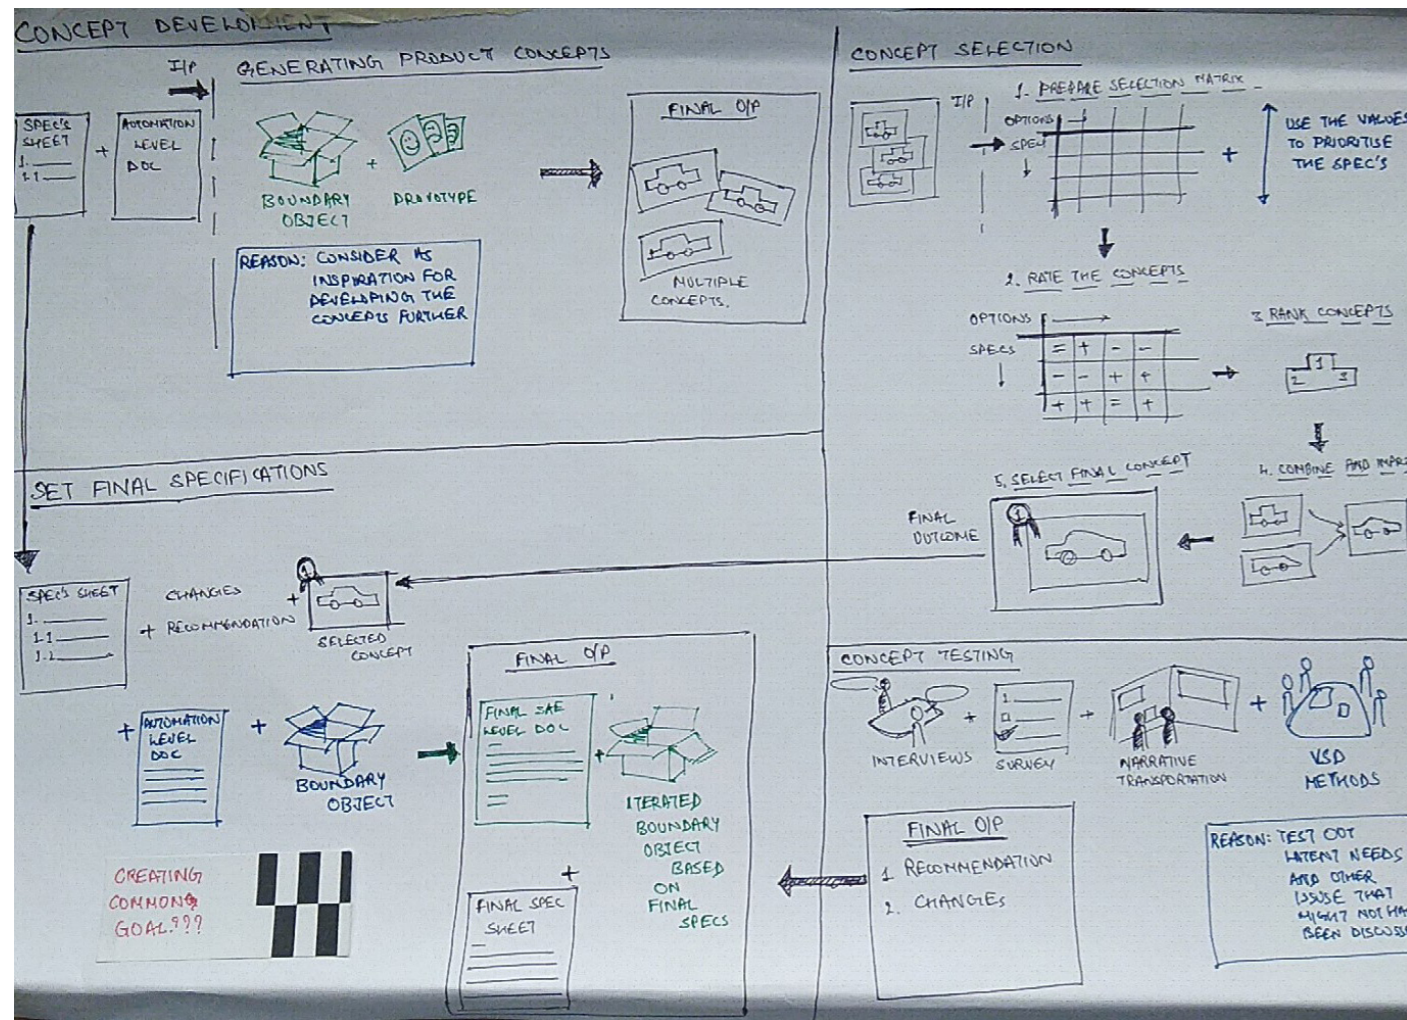 CONCEPT DEVELOPMENT
I/P
GENERATING PRODUCT CONCEPTS
SPEC'S
SHEET
1.
1.1
+
AUTOMATION
LEVEL
DOC
BOUNDARY
OBJECT
+
PROVOTYPE
REASON: CONSIDER AS
INSPIRATION FOR
DEVELOPING THE
CONCEPTS FURTHER
FINAL O/P
MULTIPLE
CONCEPTS.
CONCEPT SELECTION
I/P
1. PREPARE SELECTION MATRIX
OPTIONS
SPECS
+
USE THE VALUES
TO PRIORITISE
THE SPEC'S
2. RATE THE CONCEPTS
OPTIONS
SPECS
= + - -
- - + +
+ + = +
3. RANK CONCEPTS
1
2 3
4. COMBINE AND
5. SELECT FINAL CONCEPT
1
FINAL
OUTCOME
SET FINAL SPECIFICATIONS
SPEC'S SHEET
1.
1.1
1.2
+ CHANGES
RECOMMENDATION
+
1
SELECTED
CONCEPT
+
AUTOMATION
LEVEL
DOC
+
BOUNDARY
OBJECT
CREATING
COMMON
GOAL???
FINAL O/P
FINAL SAE
LEVEL DOC
+
ITERATED
BOUNDARY
OBJECT
BASED
ON
FINAL
SPECS
+
FINAL SPEC
SHEET
CONCEPT TESTING
INTERVIEWS
+
1
SURVEY
+
NARRATIVE
TRANSPORTATION
+
VSD
METHODS
FINAL O/P
1. RECOMMENDATION
2. CHANGES
REASON: TEST OUT
LATENT NEEDS
AND OTHER
ISSUSE THAT
MIGHT NOT
BEEN